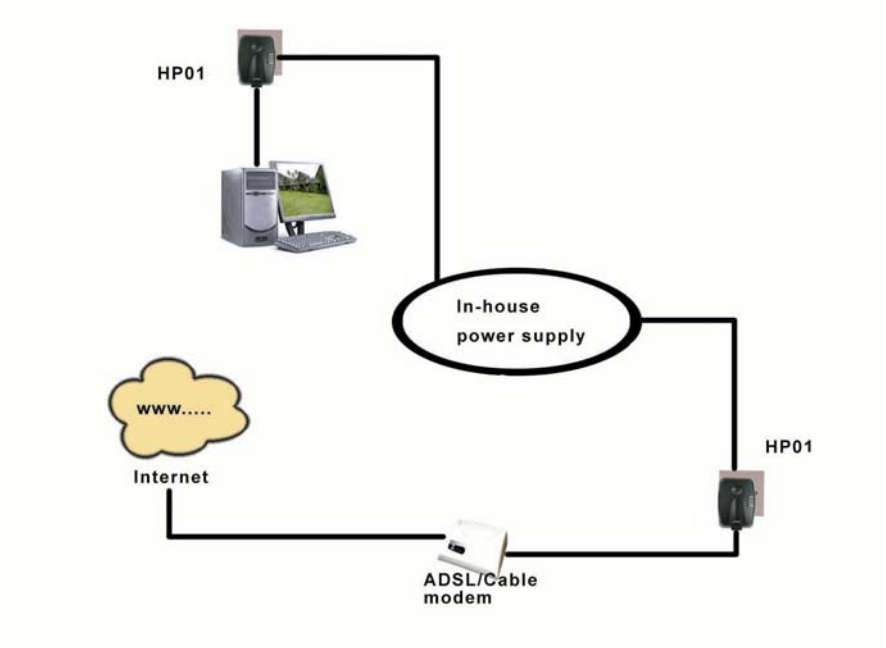 HP01
In-house
power supply
www.....
Internet
HP01
ADSL/Cable
modem